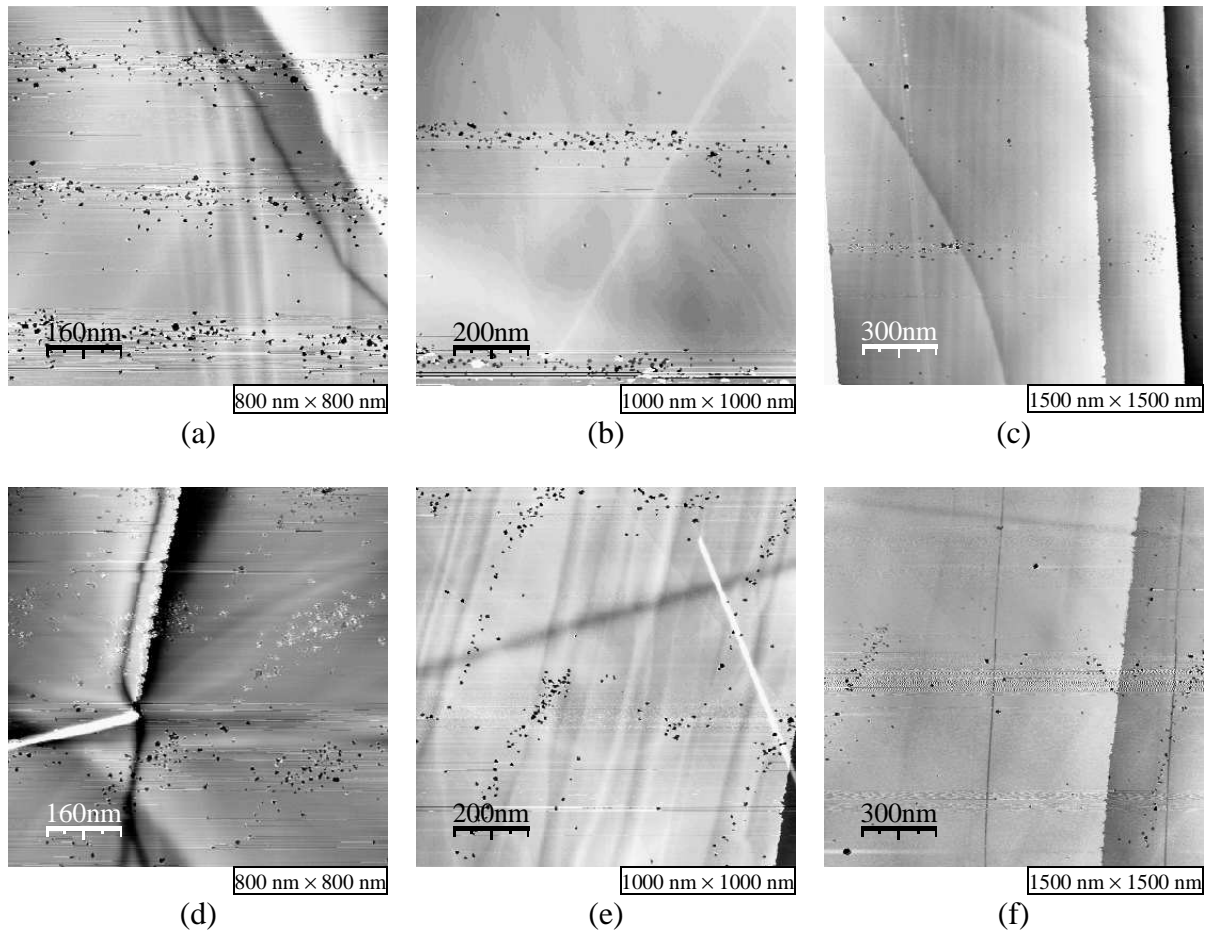 160nm
200nm
300nm
800 nm × 800 nm
1000 nm × 1000 nm
1500 nm × 1500 nm
(a)
(b)
(c)
160nm
200nm
300nm
800 nm × 800 nm
1000 nm × 1000 nm
1500 nm × 1500 nm
(d)
(e)
(f)